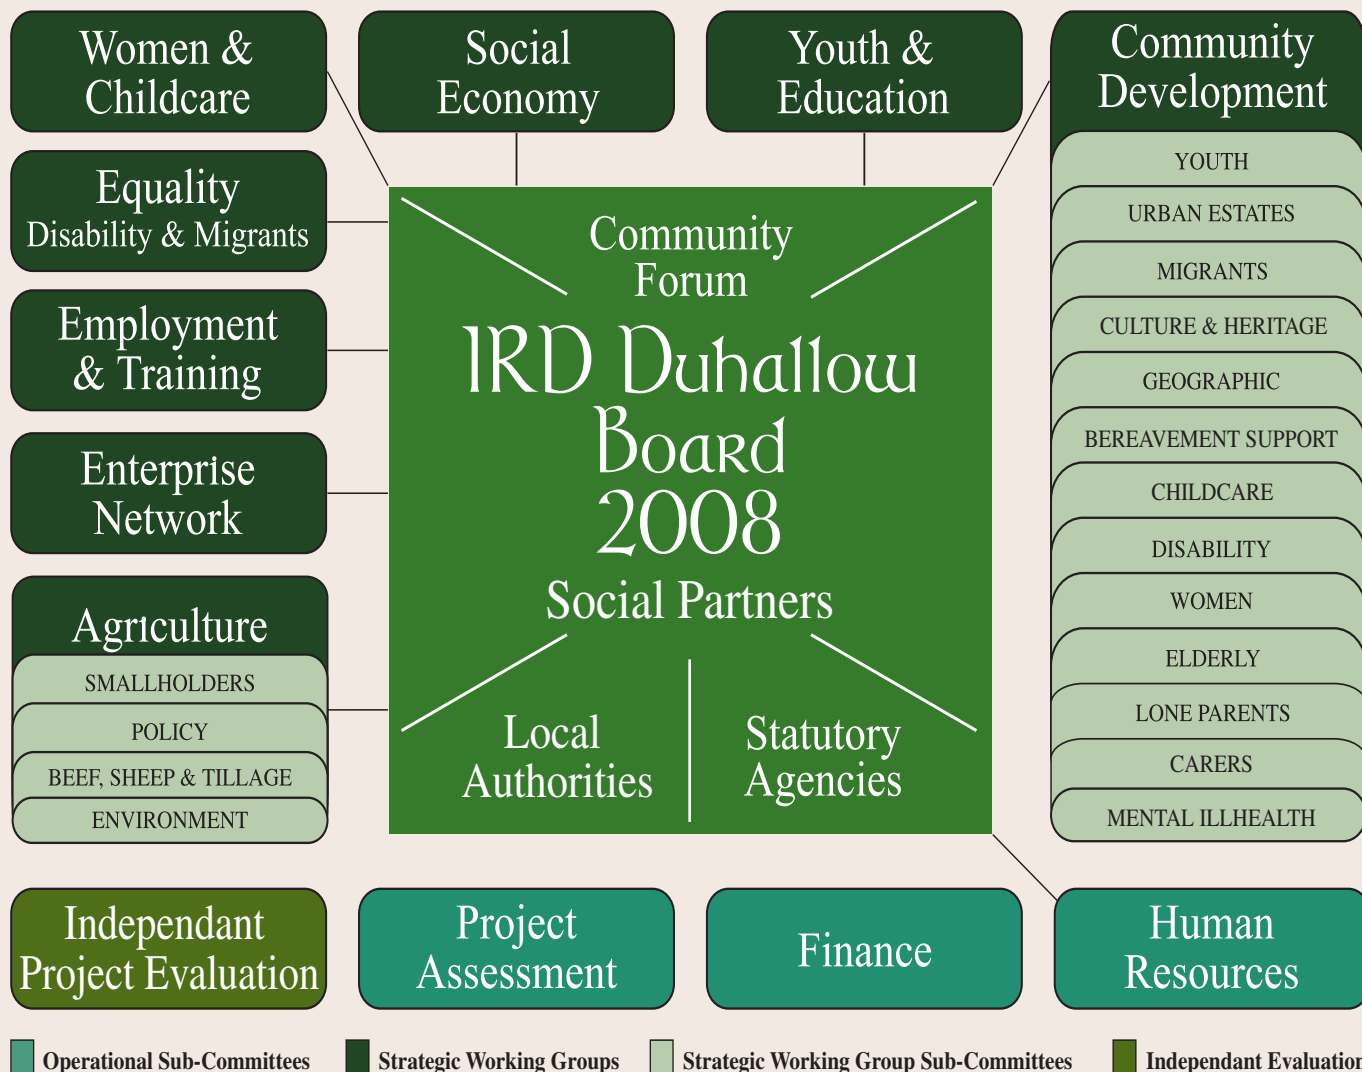 Women &
Childcare
Social
Economy
Youth &
Education
Community
Development
Equality
Disability & Migrants
Employment
& Training
Enterprise
Network
Agriculture
SMALLHOLDERS
POLICY
BEEF, SHEEP & TILLAGE
ENVIRONMENT
Community
Forum
IRD Duhallow
Board
2008
Social Partners
Local
Authorities
Statutory
Agencies
YOUTH
URBAN ESTATES
MIGRANTS
CULTURE & HERITAGE
GEOGRAPHIC
BEREAVEMENT SUPPORT
CHILDCARE
DISABILITY
WOMEN
ELDERLY
LONE PARENTS
CARERS
MENTAL ILLHEALTH
Independant
Project Evaluation
Project
Assessment
Finance
Human
Resources
Operational Sub-Committees
Strategic Working Groups
Strategic Working Group Sub-Committees
Independant Evaluation